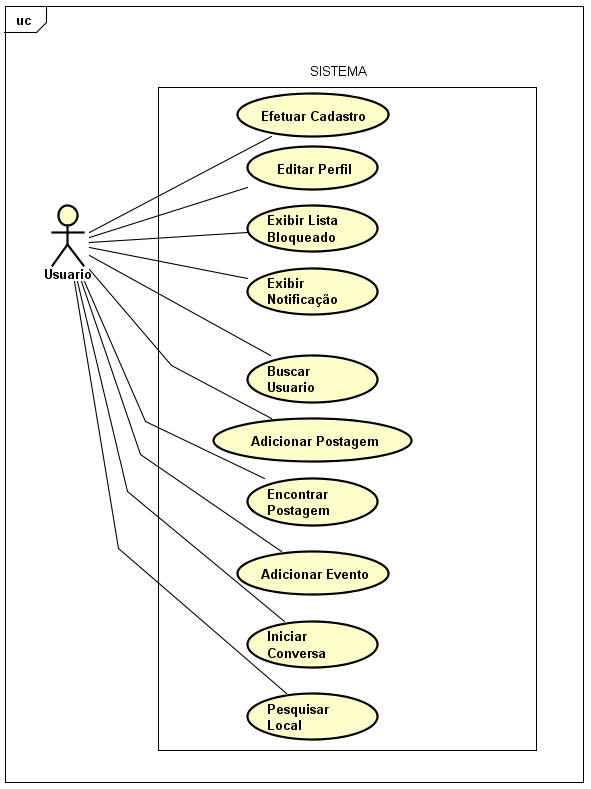 uc
SISTEMA
Efetuar Cadastro
Editar Perfil
Exibir Lista
Bloqueado
Usuario
Exibir
Notificação
Buscar
Usuario
Adicionar Postagem
Encontrar
Postagem
Adicionar Evento
Iniciar
Conversa
Pesquisar
Local